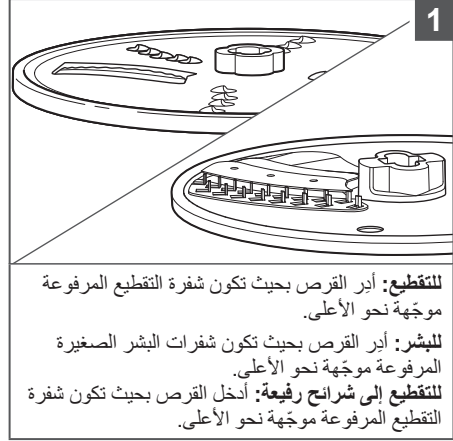 1
للتقطيع: أدِر القرص بحيث تكون شفرة التقطيع المرفوعة
موجّهة نحو الأعلى.
للبشر: أدِر القرص بحيث تكون شفرات البشر الصغيرة
المرفوعة موجّهة نحو الأعلى.
للتقطيع إلى شرائح رفيعة: أدخل القرص بحيث تكون شفرة
التقطيع المرفوعة موجّهة نحو الأعلى.